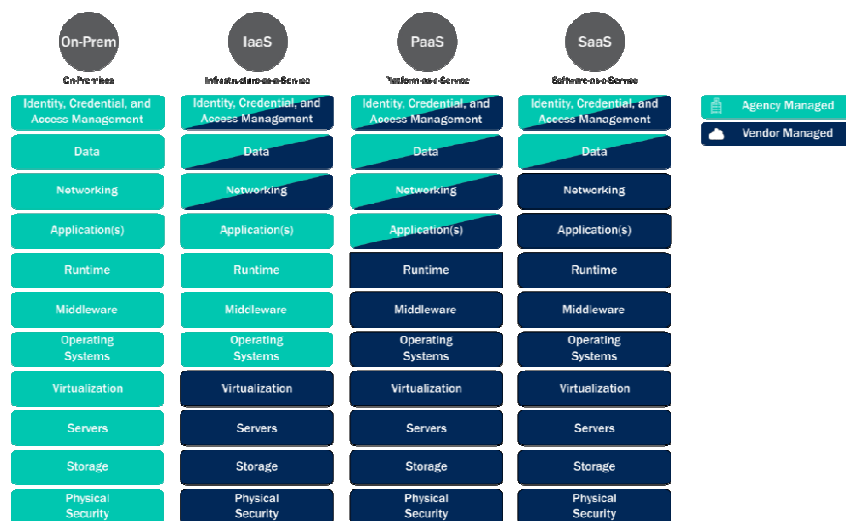 On-Prem
IaaS
PaaS
SaaS
On-Premises
Infrastructure-as-a-Service
Platform-as-a-Service
Software-as-a-Service
Identity, Credential, and
Access Management
Identity, Credential, and
Access Management
Identity, Credential, and
Access Management
Identity, Credential, and
Access Management
Agency Managed
Vendor Managed
Data
Data
Data
Data
Networking
Networking
Networking
Networking
Application(s)
Application(s)
Application(s)
Application(s)
Runtime
Runtime
Runtime
Runtime
Middleware
Middleware
Middleware
Middleware
Operating
Systems
Operating
Systems
Operating
Systems
Operating
Systems
Virtualization
Virtualization
Virtualization
Virtualization
Servers
Servers
Servers
Servers
Storage
Storage
Storage
Storage
Physical
Security
Physical
Security
Physical
Security
Physical
Security